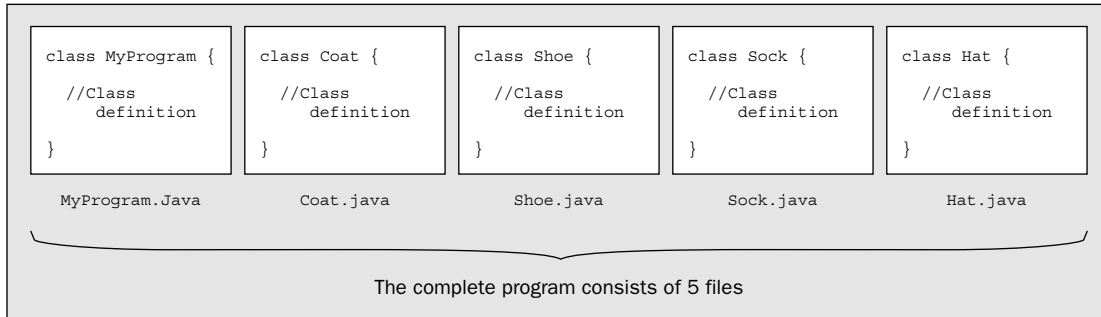 class MyProgram {
//Class
definition
}
MyProgram.Java
class Coat {
//Class
definition
}
Coat.java
class Shoe {
//Class
definition
}
Shoe.java
class Sock {
//Class
definition
}
Sock.java
class Hat {
//Class
definition
}
Hat.java
The complete program consists of 5 files